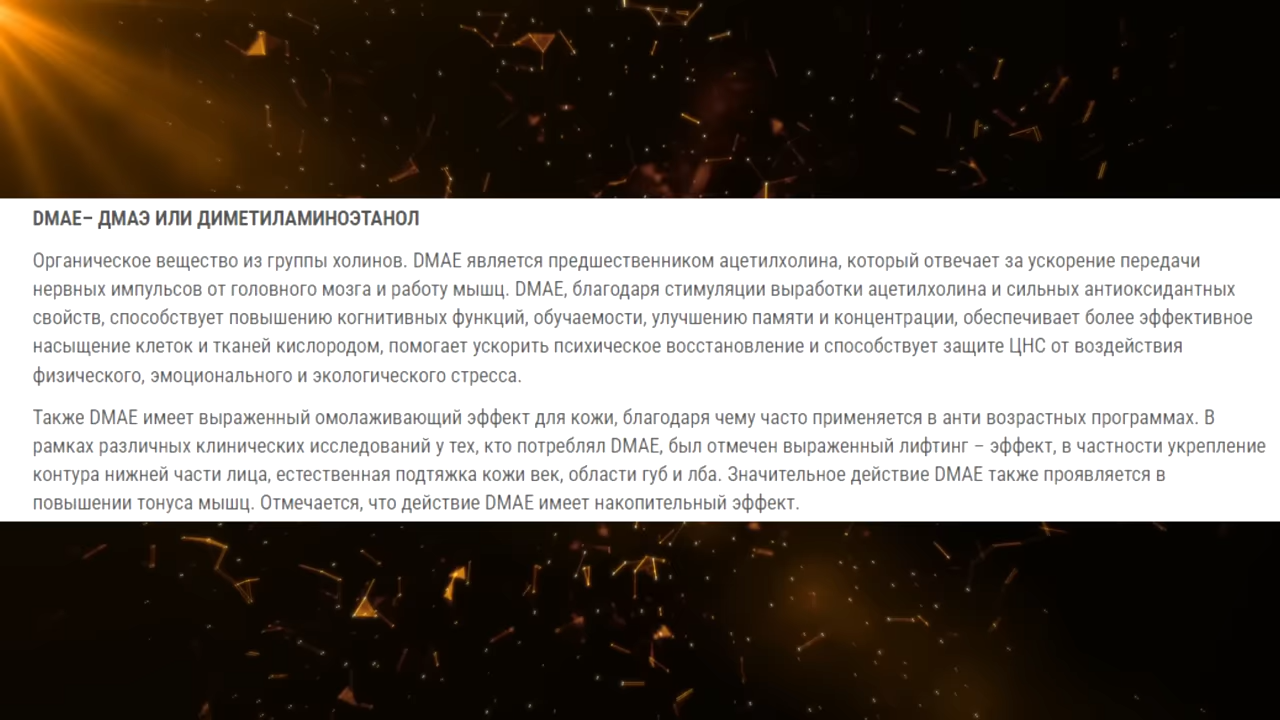 DMAE– ДМАЭ ИЛИ ДИМЕТИЛАМИНОЭТАНОЛ
Органическое вещество из группы холинов. DMAE является предшественником ацетилхолина, который отвечает за ускорение передачи
нервных импульсов от головного мозга и работу мышц. DMAE, благодаря стимуляции выработки ацетилхолина и сильных антиоксидантных
свойств, способствует повышению когнитивных функций, обучаемости, улучшению памяти и концентрации, обеспечивает более эффективное
насыщение клеток и тканей кислородом, помогает ускорить психическое восстановление и способствует защите ЦНС от воздействия
физического, эмоционального и экологического стресса.
Также DMAE имеет выраженный омолаживающий эффект для кожи, благодаря чему часто применяется в анти возрастных программах. В
рамках различных клинических исследований у тех, кто потреблял DMAE, был отмечен выраженный лифтинг – эффект, в частности укрепление
контура нижней части лица, естественная подтяжка кожи век, области губ и лба. Значительное действие DMAE также проявляется в
повышении тонуса мышц. Отмечается, что действие DMAE имеет накопительный эффект.